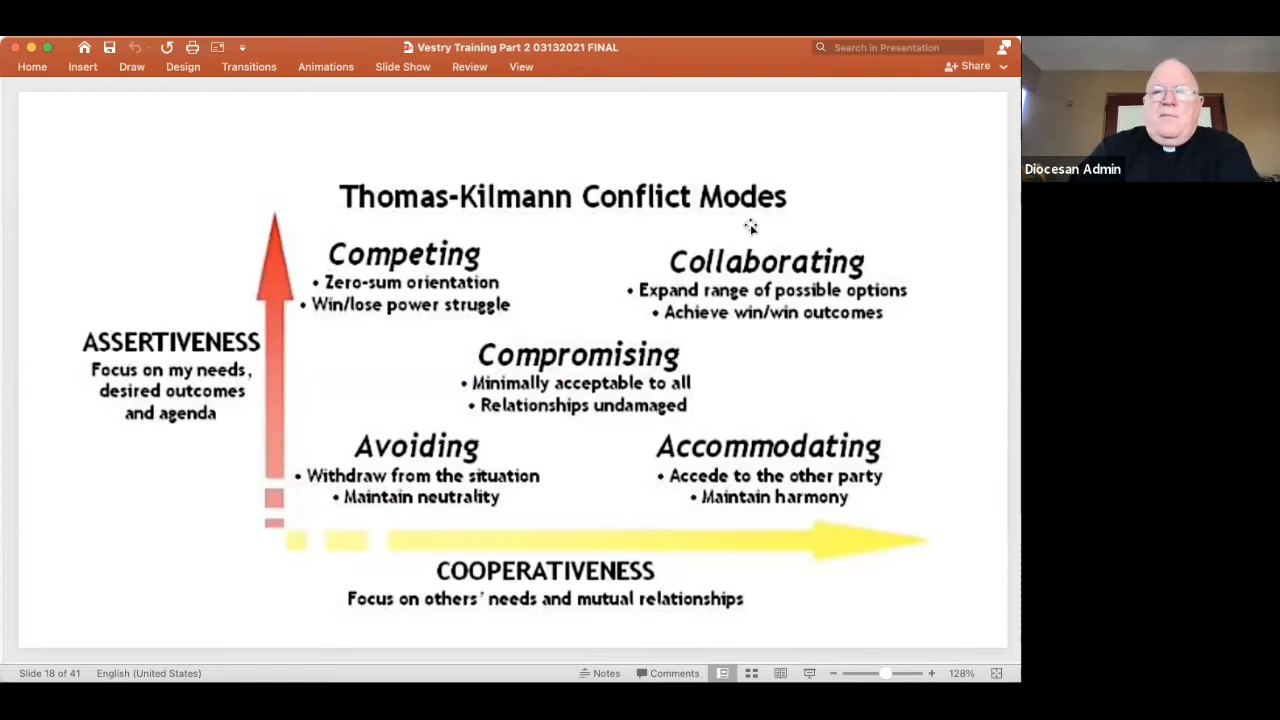 Vestry Training Part 2 03132021 FINAL
Search in Presentation
Home Insert Draw Design Transitions Animations Slide Show Review View
Share
Diocesan Admin
Thomas-Kilmann Conflict Modes
Competing
• Zero-sum orientation
• Win/lose power struggle
Collaborating
• Expand range of possible options
• Achieve win/win outcomes
ASSERTIVENESS
Focus on my needs,
desired outcomes
and agenda
Compromising
• Minimally acceptable to all
• Relationships undamaged
Avoiding
• Withdraw from the situation
• Maintain neutrality
Accommodating
• Accede to the other party
• Maintain harmony
COOPERATIVENESS
Focus on others' needs and mutual relationships
Slide 18 of 41 English (United States) Notes Comments 128%